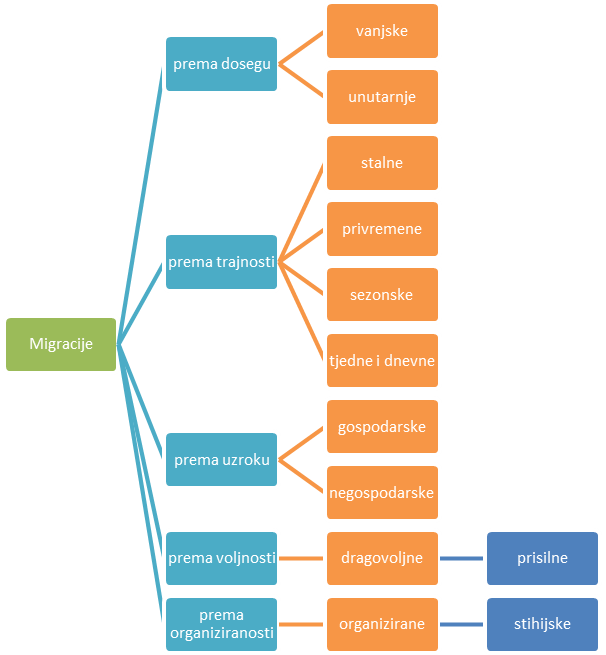 Migracije
prema dosegu
vanjske
unutarnje
prema trajnosti
stalne
privremene
sezonske
tjedne i dnevne
prema uzroku
gospodarske
negospodarske
prema voljnosti
dragovoljne
prisilne
prema
organiziranosti
organizirane
stihijske